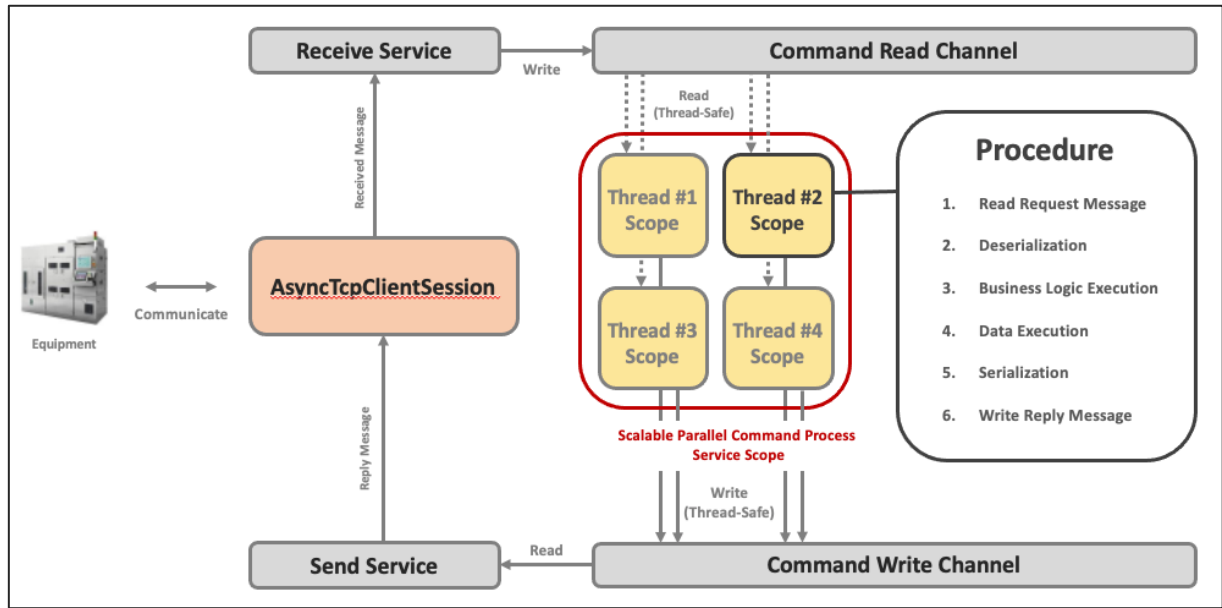 Receive Service
Write
Command Read Channel
Read
(Thread-Safe)
Received Message
Thread #1
Scope
Thread #2
Scope
Procedure
1. Read Request Message
2. Deserialization
3. Business Logic Execution
4. Data Execution
5. Serialization
6. Write Reply Message
AsyncTcpClientSession
Communicate
Equipment
Thread #3
Scope
Thread #4
Scope
Scalable Parallel Command Process
Service Scope
Reply Message
Write
(Thread-Safe)
Send Service
Read
Command Write Channel